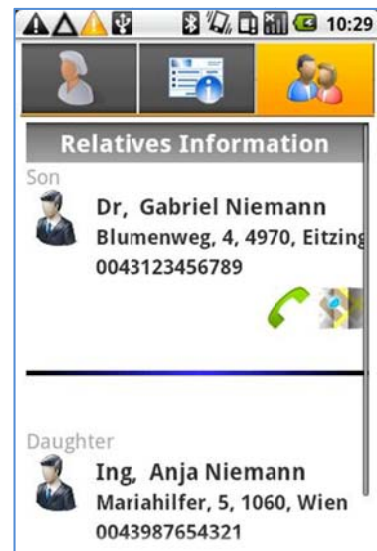 10:29
Relatives Information
Son
Dr, Gabriel Niemann
Blumenweg, 4, 4970, Eitzing
0043123456789
Daughter
Ing, Anja Niemann
Mariahilfer, 5, 1060, Wien
0043987654321